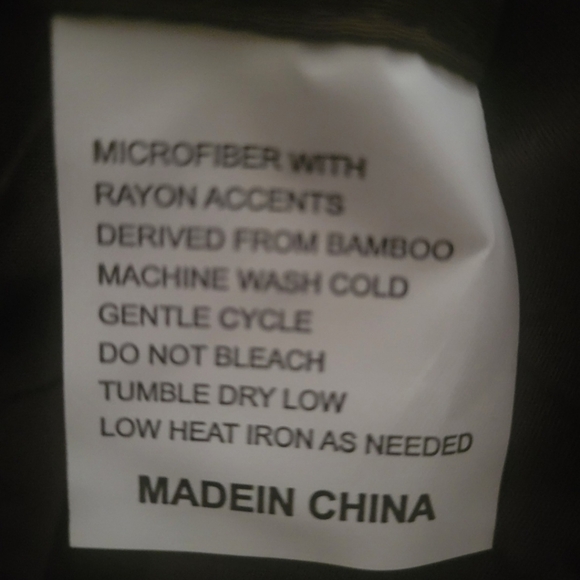 MICROFIBER WITH
RAYON ACCENTS
DERIVED FROM BAMBOO
MACHINE WASH COLD
GENTLE CYCLE
DO NOT BLEACH
TUMBLE DRY LOW
LOW HEAT IRON AS NEEDED
MADEIN CHINA